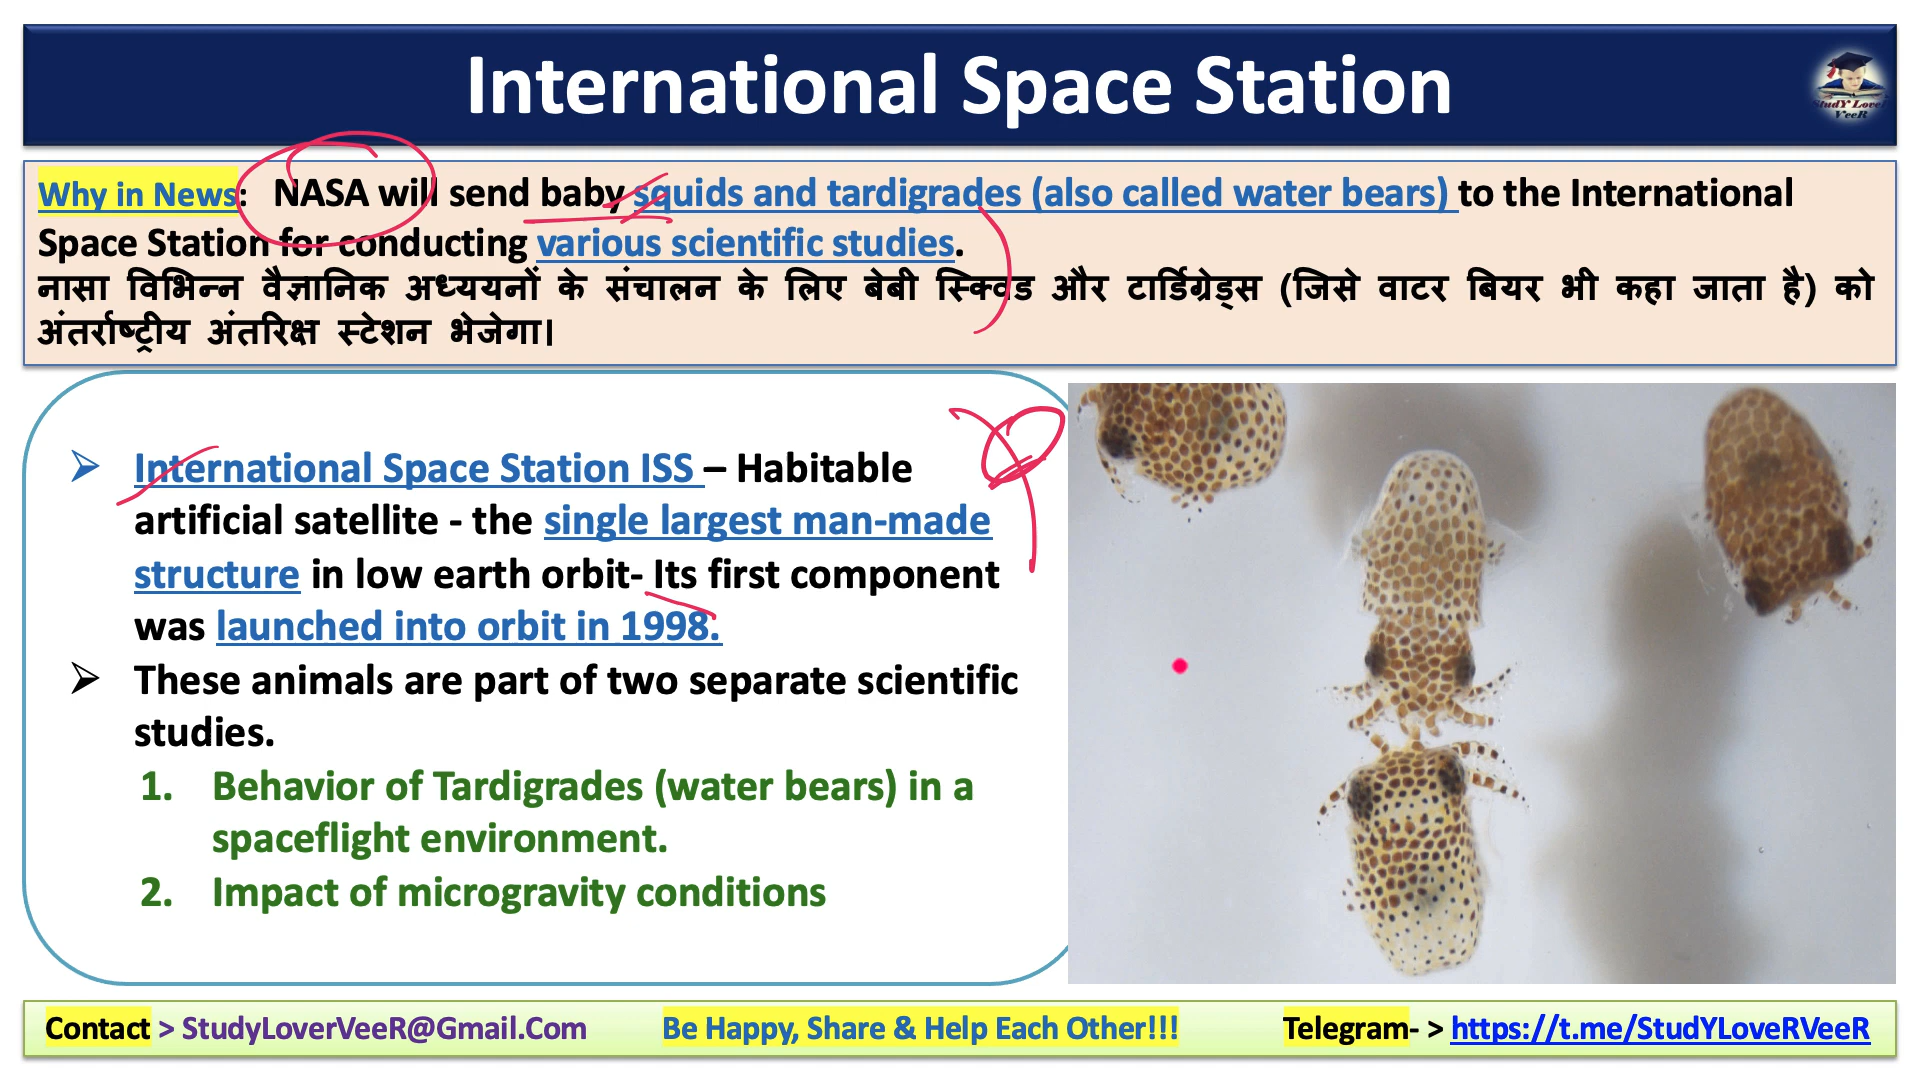 International Space Station
StudY LoveR
VeeR
Why in News: NASA will send baby squids and tardigrades (also called water bears) to the International
Space Station for conducting various scientific studies.
नासा विभिन्न वैज्ञानिक अध्ययनों के संचालन के लिए बेबी स्क्विड और टार्डिग्रेड्स (जिसे वाटर बियर भी कहा जाता है) को
अंतर्राष्ट्रीय अंतरिक्ष स्टेशन भेजेगा।
➢ International Space Station ISS – Habitable
artificial satellite - the single largest man-made
structure in low earth orbit- Its first component
was launched into orbit in 1998.
➢ These animals are part of two separate scientific
studies.
1. Behavior of Tardigrades (water bears) in a
spaceflight environment.
2. Impact of microgravity conditions
Contact > StudyLoverVeeR@Gmail.Com Be Happy, Share & Help Each Other!!! Telegram- > https://t.me/StudYLoveRVeeR